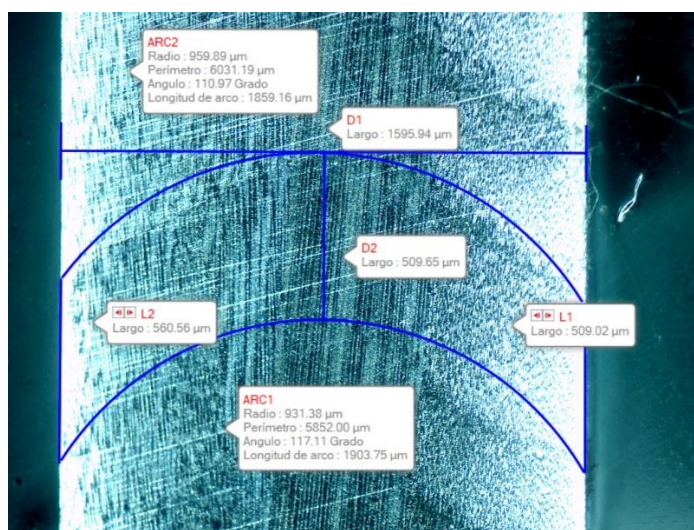 ARC2
Radio : 959.89 µm
Perímetro : 6031.19 µm
Angulo : 110.97 Grado
Longitud de arco : 1859.16 µm
D1
Largo : 1595.94 µm
D2
Largo : 509.65 µm
L2
Largo : 560.56 µm
L1
Largo : 509.02 µm
ARC1
Radio : 931.38 µm
Perímetro : 5852.00 µm
Angulo : 117.11 Grado
Longitud de arco : 1903.75 µm